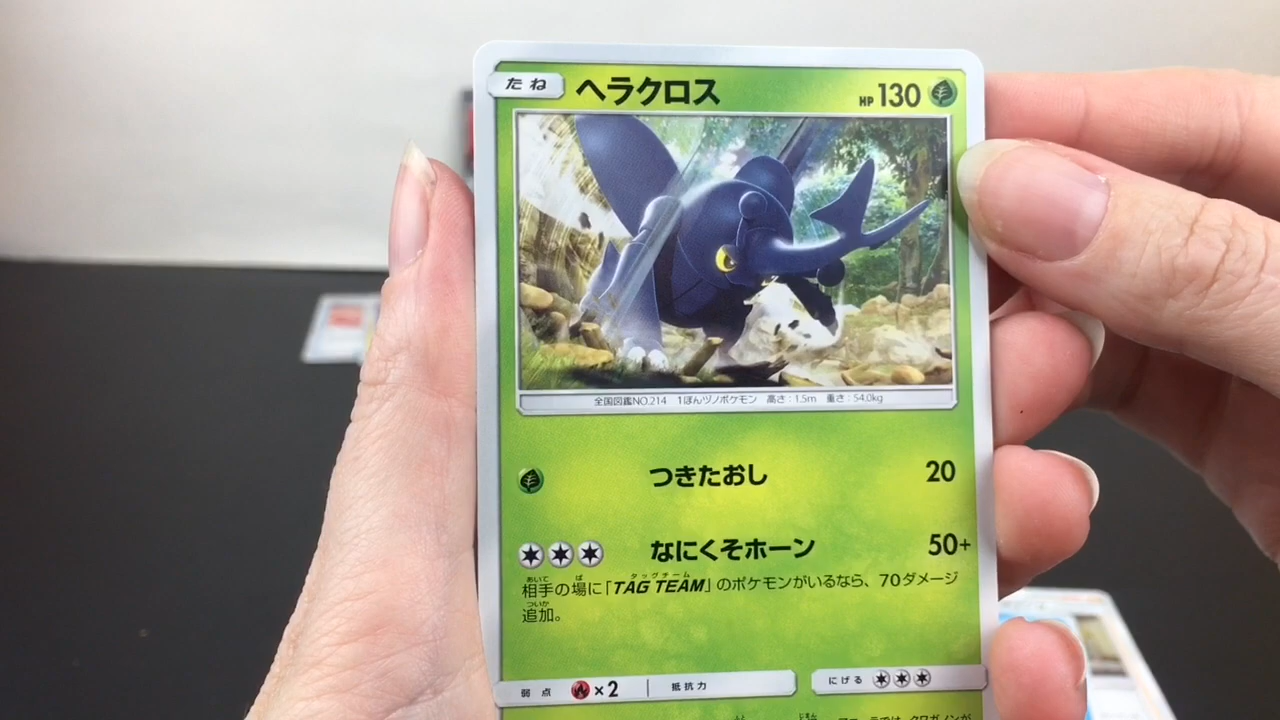 たね ヘラクロス HP 130
全国図鑑NO.214 1ぽんヅノポケモン 高さ:1.5m 重さ:54.0kg
つきたおし 20
なにくそホーン 50+
相手の場に「TAG TEAM」のポケモンがいるなら、70ダメージ
追加。
弱点 ×2 抵抗力 にげる